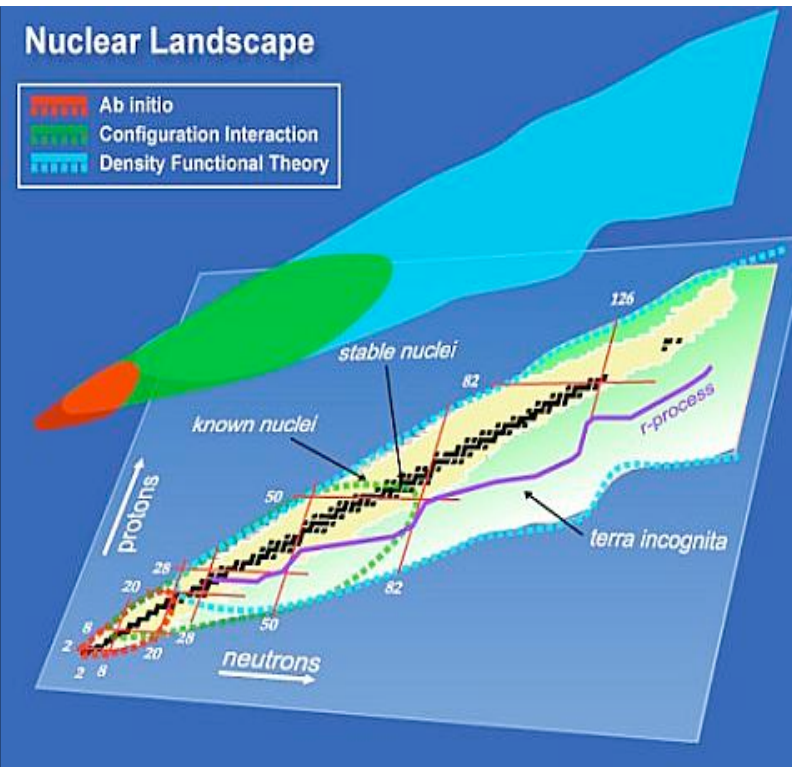 Nuclear Landscape
Ab initio
Configuration Interaction
Density Functional Theory
126
stable nuclei
82
known nuclei
r-process
50
protons
terra incognita
28
82
20
8
50
28
2
20
neutrons
2
8